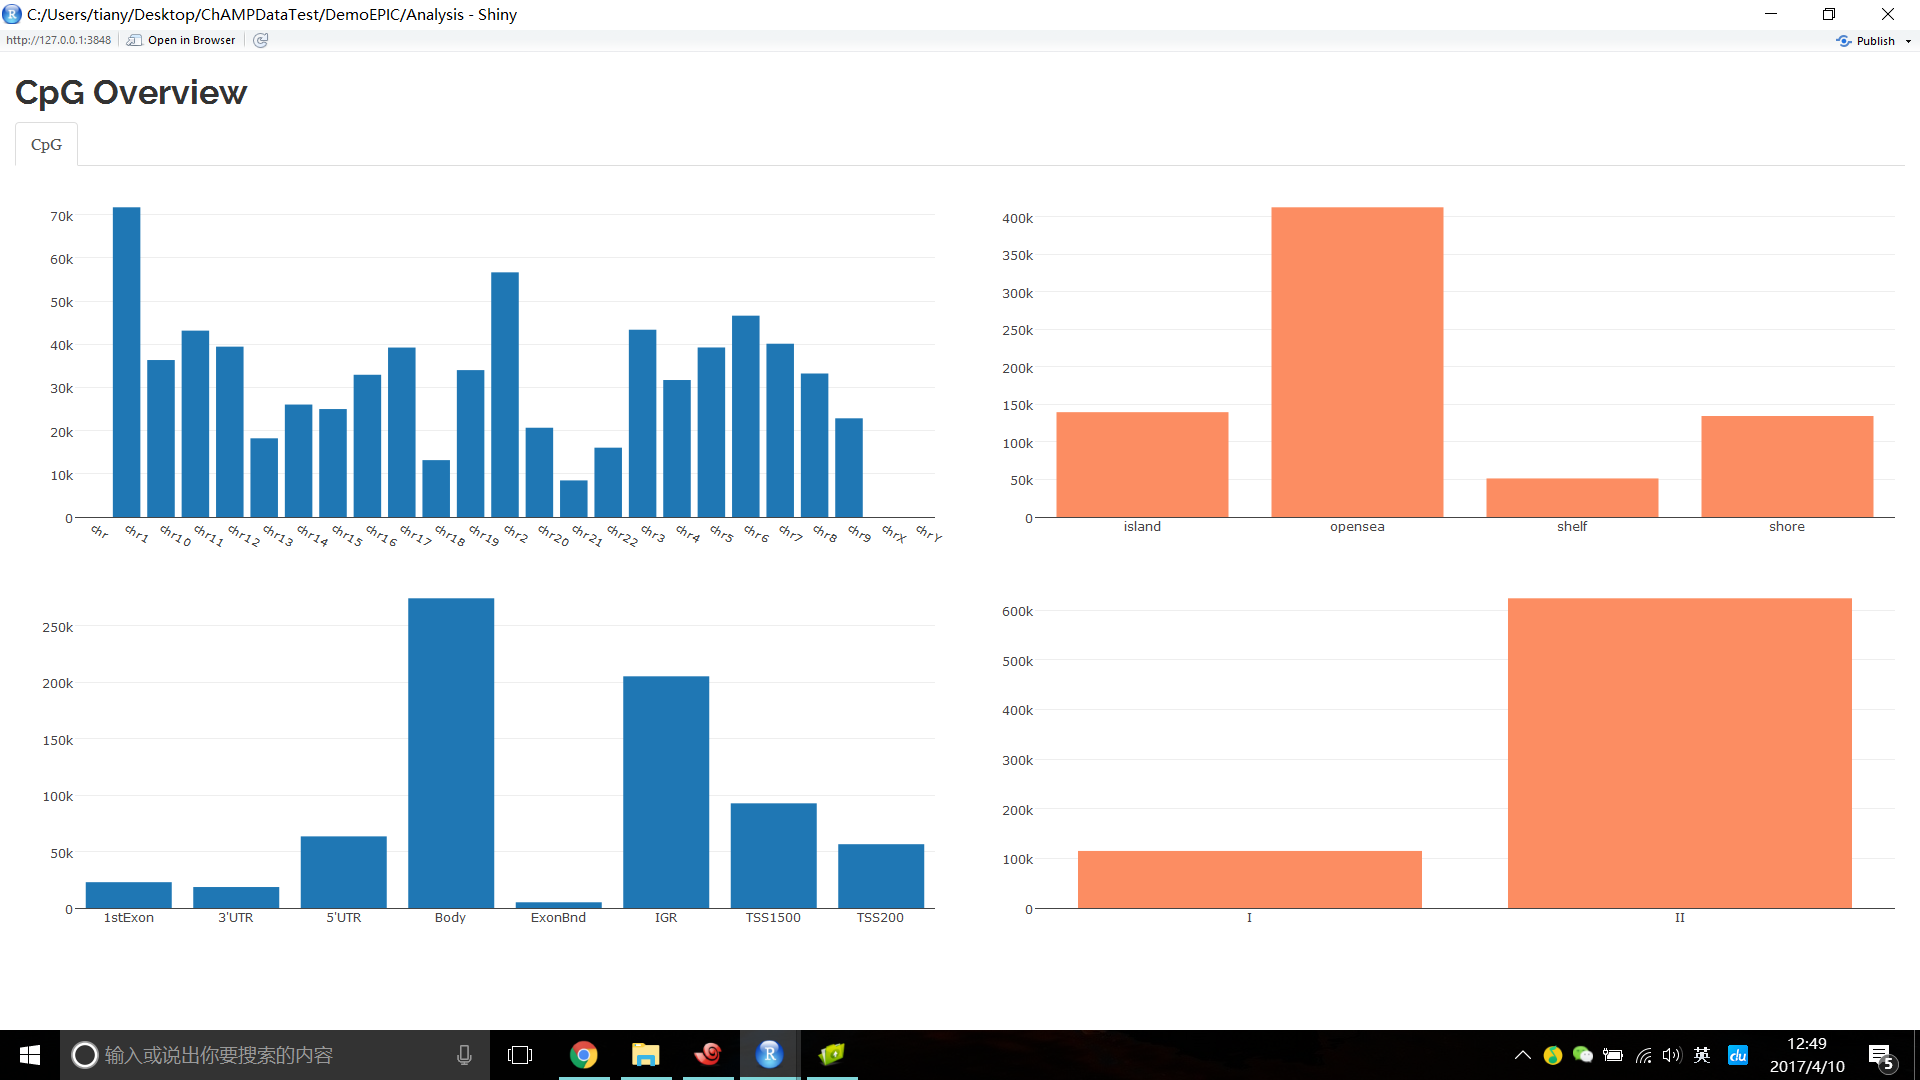 C:/Users/tiany/Desktop/ChAMPDataTest/DemoEPIC/Analysis - Shiny
http://127.0.0.1:3848 Open in Browser Publish
CpG Overview
CpG
70k
60k
50k
40k
30k
20k
10k
0
chr chr1 chr10 chr11 chr12 chr13 chr14 chr15 chr16 chr17 chr18 chr19 chr2 chr20 chr21 chr22 chr3 chr4 chr5 chr6 chr7 chr8 chr9 chrX chrY
400k
350k
300k
250k
200k
150k
100k
50k
0
island opensea shelf shore
250k
200k
150k
100k
50k
0
1stExon 3'UTR 5'UTR Body ExonBnd IGR TSS1500 TSS200
600k
500k
400k
300k
200k
100k
0
I II
输入或说出你要搜索的内容
R
英
du
12:49
2017/4/10
5